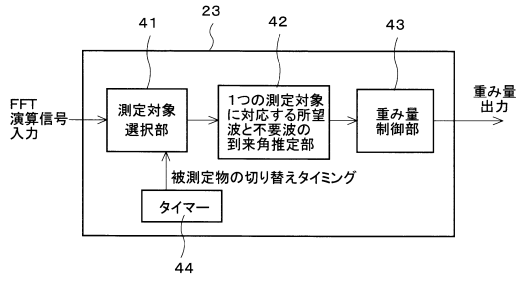 23
41
42
43
FFT
演算信号
入力
測定対象
選択部
1つの測定対象
に対応する所望
波と不要波の
到来角推定部
重み量
制御部
重み量
出力
被測定物の切り替えタイミング
タイマー
44